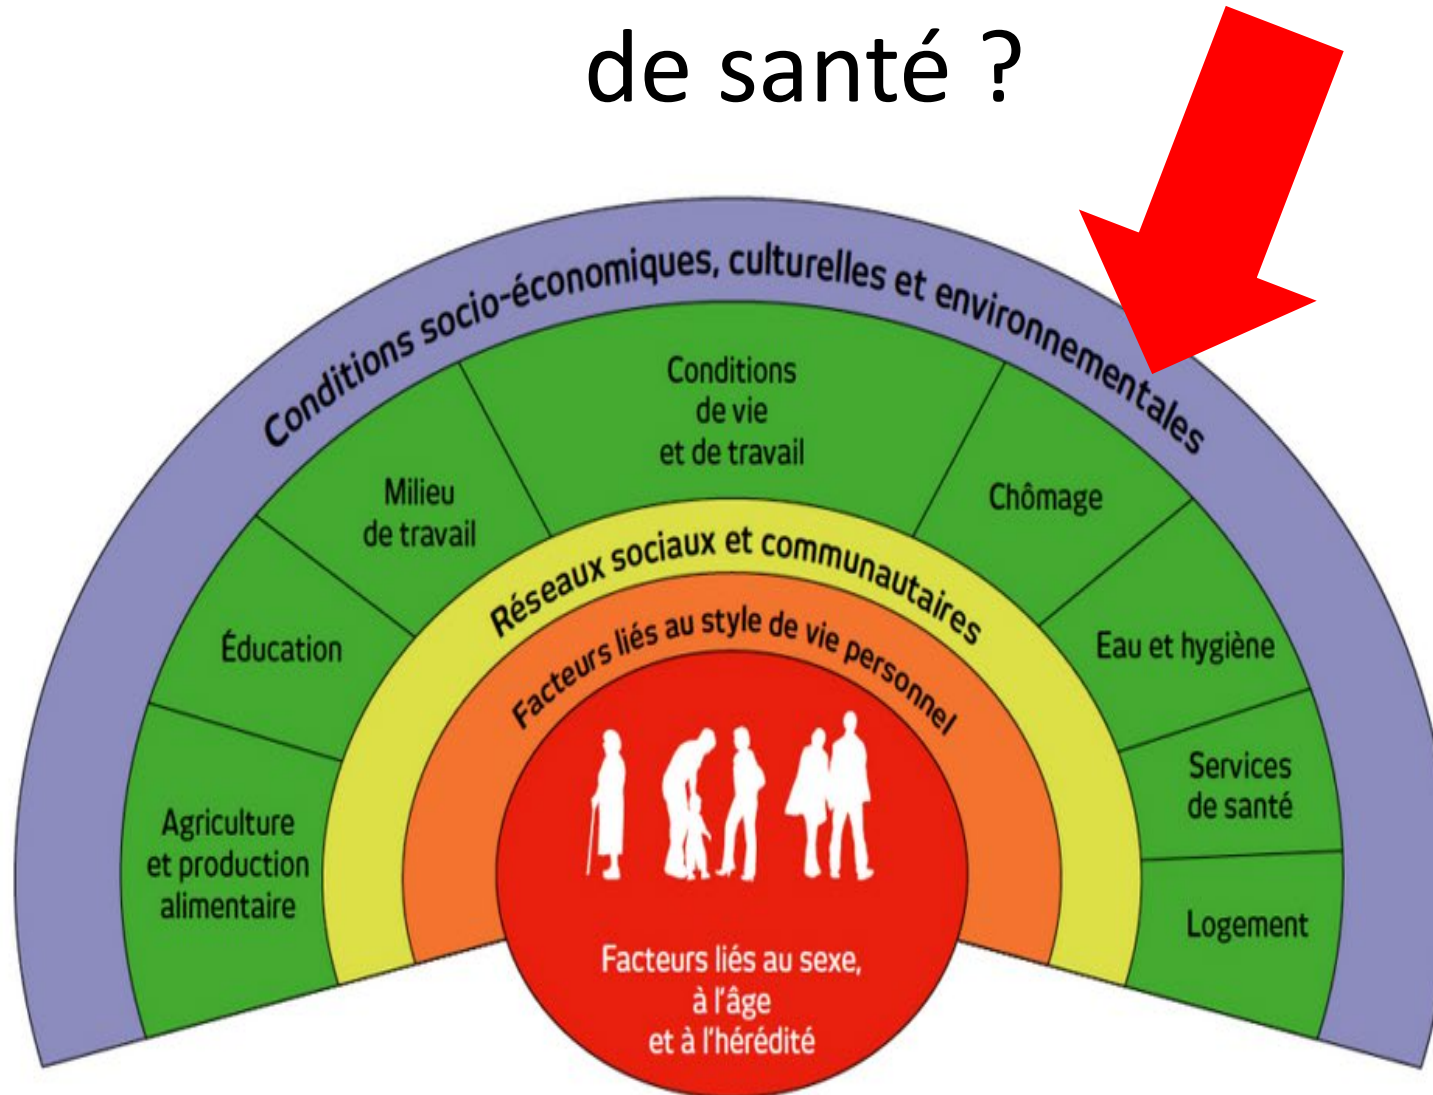 de santé ?
Conditions socio-économiques, culturelles et environnementales
Conditions
de vie
et de travail
Milieu
de travail
Chômage
Réseaux sociaux et communautaires
Facteurs liés au style de vie personnel
Éducation
Eau et hygiène
Agriculture
et production
alimentaire
Services
de santé
Logement
Facteurs liés au sexe,
à l'âge
et à l'hérédité